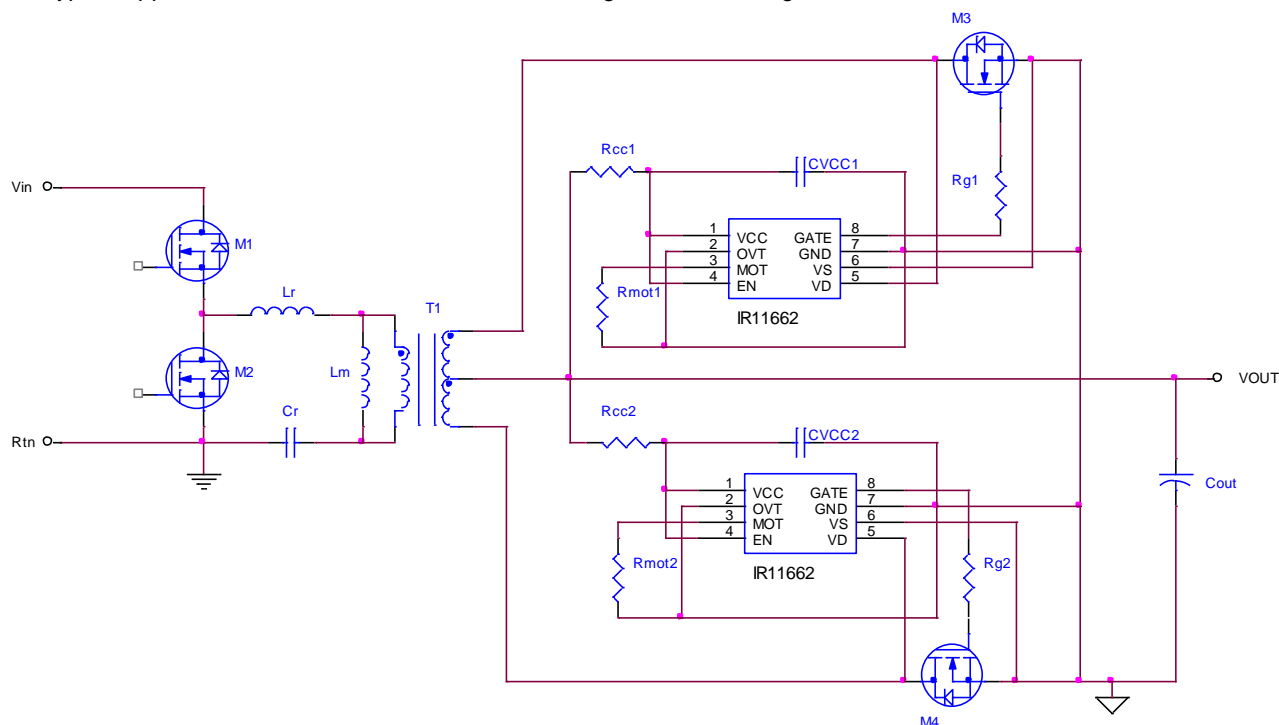 M3
Rcc1
CVCC1
Rg1
Vin
M1
1
2
3
4
VCC
OVT
MOT
EN
GATE
GND
VS
VD
8
7
6
5
Rmot1
IR11662
Lr
T1
M2
Lm
Cr
Rtn
VOUT
Rcc2
CVCC2
1
2
3
4
VCC
OVT
MOT
EN
GATE
GND
VS
VD
8
7
6
5
Rmot2
IR11662
Rg2
Cout
M4